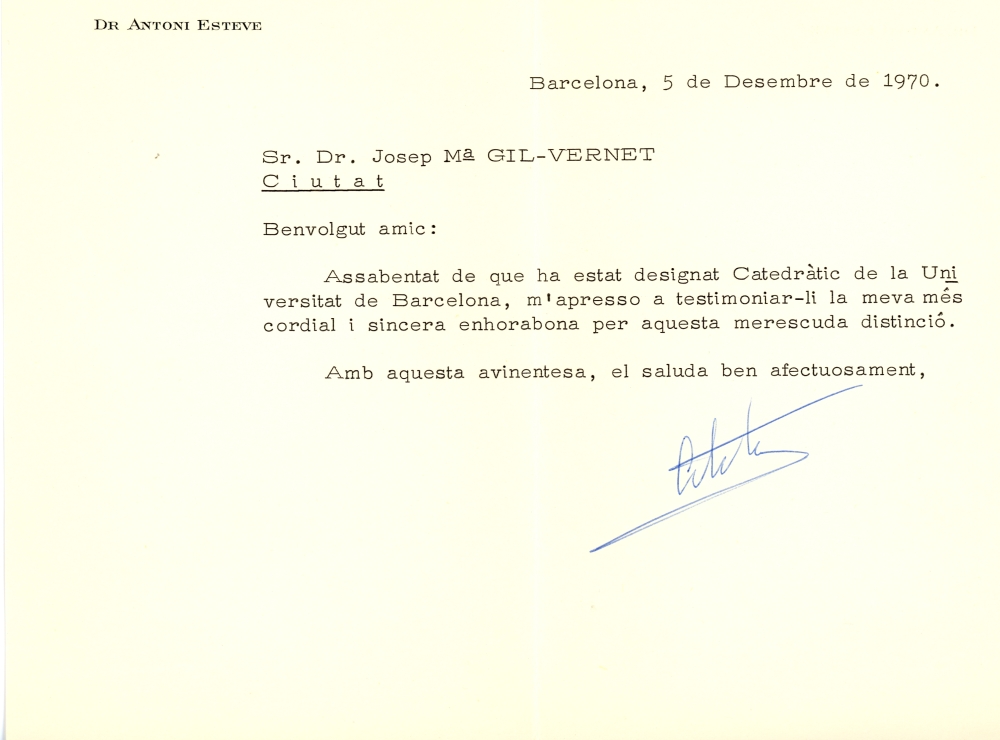 Dr Antoni Esteve
Barcelona, 5 de Desembre de 1970.
Sr. Dr. Josep Mª GIL-VERNET
C i u t a t
Benvolgut amic:
Assabentat de que ha estat designat Catedràtic de la Uni
versitat de Barcelona, m'apresso a testimoniar-li la meva més
cordial i sincera enhorabona per aquesta merescuda distinció.
Amb aquesta avinentesa, el saluda ben afectuosament,